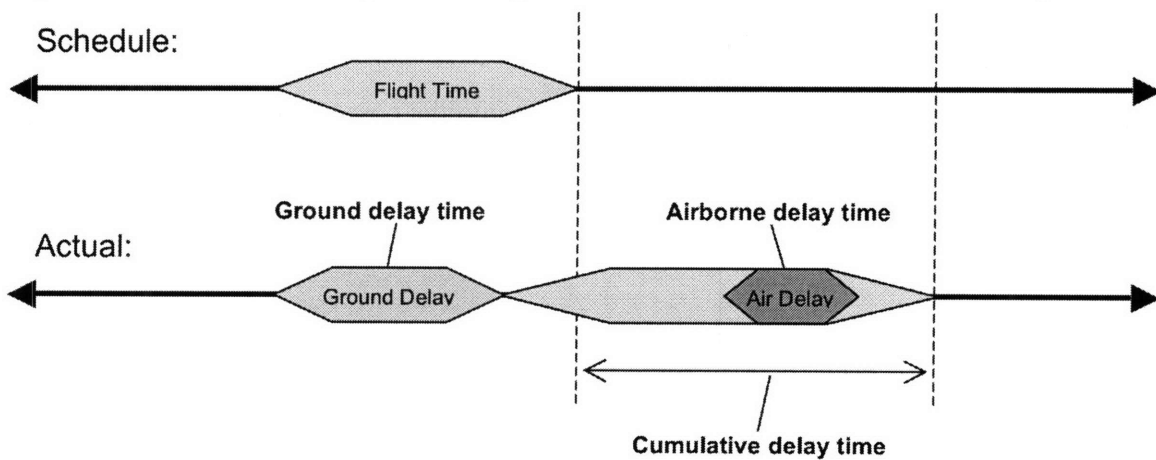 Schedule:
Flight Time
Ground delay time
Airborne delay time
Actual:
Ground Delay
Air Delay
Cumulative delay time